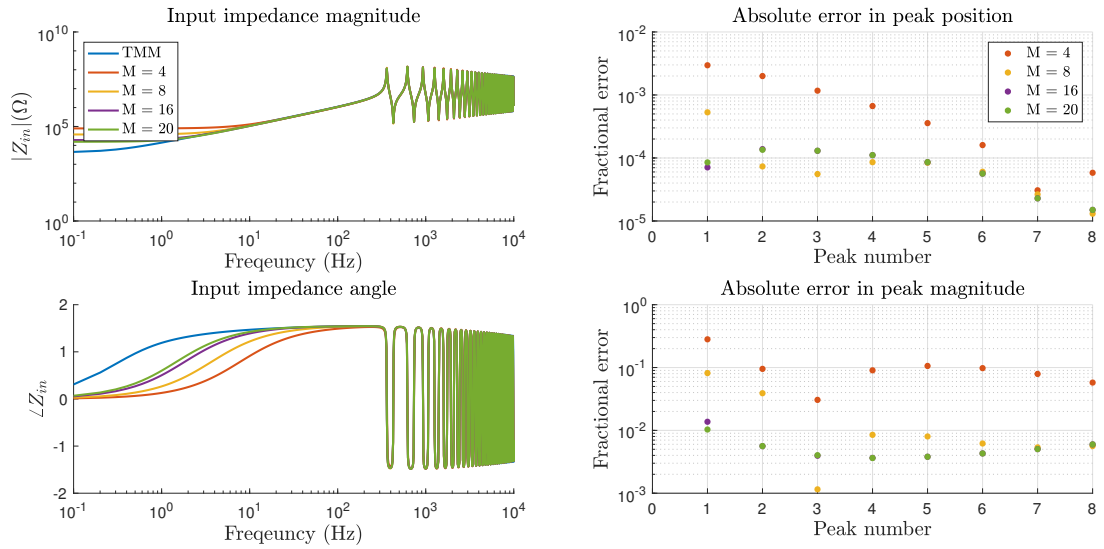 Input impedance magnitude
10^10
10^5
10^0
|Z_in|(Ω)
TMM
M = 4
M = 8
M = 16
M = 20
10^-1 10^0 10^1 10^2 10^3 10^4
Freqeuncy (Hz)
Absolute error in peak position
10^-2
10^-3
10^-4
10^-5
Fractional error
M = 4
M = 8
M = 16
M = 20
0 1 2 3 4 5 6 7 8
Peak number
Input impedance angle
2
1
0
-1
-2
∠Z_in
10^-1 10^0 10^1 10^2 10^3 10^4
Freqeuncy (Hz)
Absolute error in peak magnitude
10^0
10^-1
10^-2
10^-3
Fractional error
0 1 2 3 4 5 6 7 8
Peak number